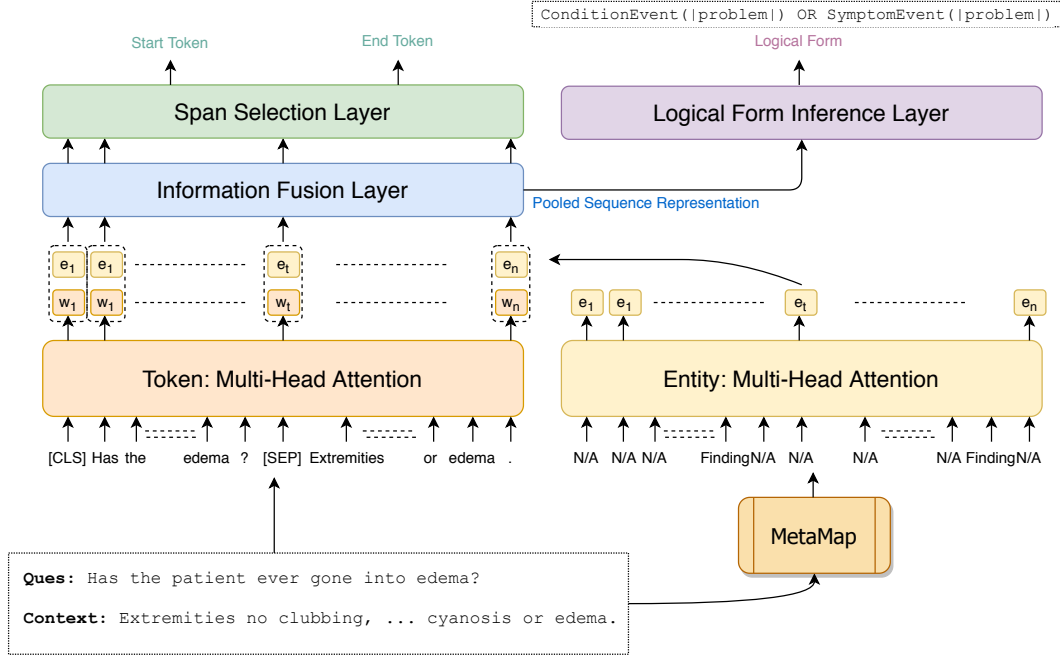 ConditionEvent(|problem|) OR SymptomEvent(|problem|)
Start Token
End Token
Logical Form
Span Selection Layer
Logical Form Inference Layer
Information Fusion Layer
Pooled Sequence Representation
e1 e1 et en
w1 w1 wt wn
e1 e1 et en
Token: Multi-Head Attention
Entity: Multi-Head Attention
[CLS] Has the edema ? [SEP] Extremities or edema .
N/A N/A N/A Finding N/A N/A N/A N/A Finding N/A
MetaMap
Ques: Has the patient ever gone into edema?
Context: Extremities no clubbing, ... cyanosis or edema.